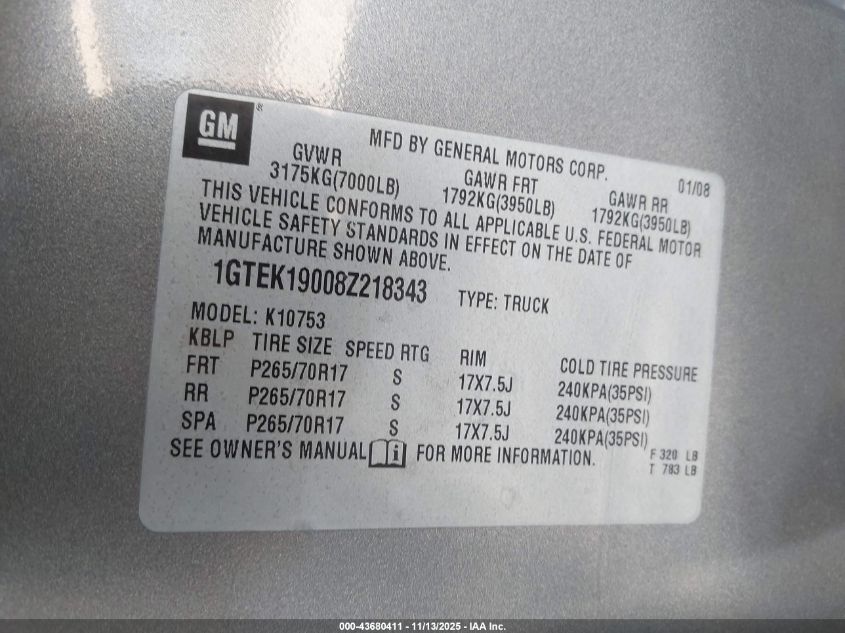 GM ®
MFD BY GENERAL MOTORS CORP. 01/08
GVWR GAWR FRT GAWR RR
3175KG(7000LB) 1792KG(3950LB) 1792KG(3950LB)
THIS VEHICLE CONFORMS TO ALL APPLICABLE U.S. FEDERAL MOTOR
VEHICLE SAFETY STANDARDS IN EFFECT ON THE DATE OF
MANUFACTURE SHOWN ABOVE.
1GTEK19008Z218343 TYPE: TRUCK
MODEL: K10753
KBLP TIRE SIZE SPEED RTG RIM COLD TIRE PRESSURE
FRT P265/70R17 S 17X7.5J 240KPA(35PSI)
RR P265/70R17 S 17X7.5J 240KPA(35PSI)
SPA P265/70R17 S 17X7.5J 240KPA(35PSI)
SEE OWNER'S MANUAL i FOR MORE INFORMATION.
F 320 LB
T 783 LB
000-43680411 - 11/13/2025 - IAA Inc.